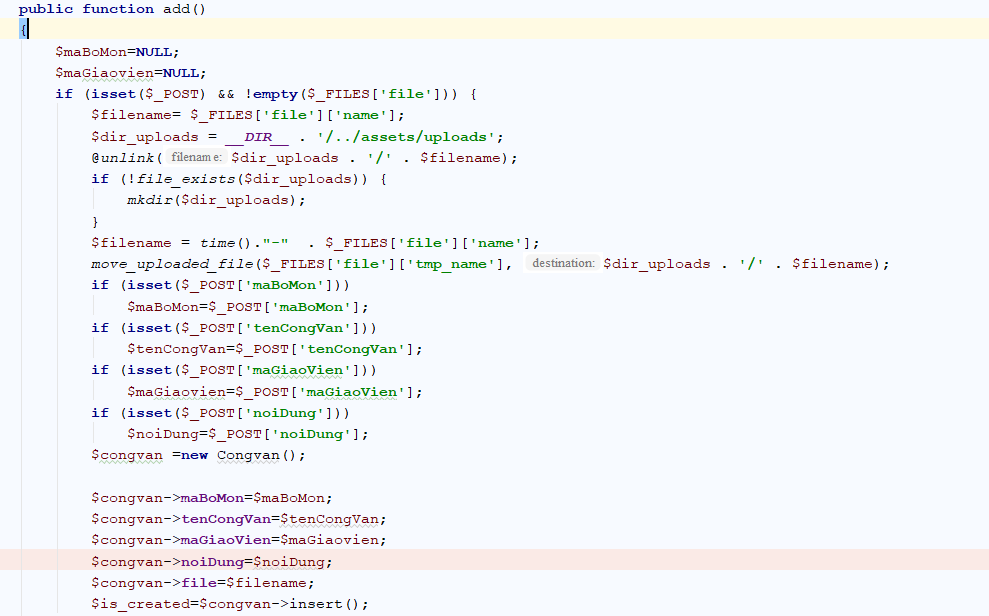 public function add()
{
$maBoMon=NULL;
$maGiaovien=NULL;
if (isset($_POST) && !empty($_FILES['file'])) {
$filename= $_FILES['file']['name'];
$dir_uploads = __DIR__ . '/../assets/uploads';
@unlink( filename: $dir_uploads . '/' . $filename);
if (!file_exists($dir_uploads)) {
mkdir($dir_uploads);
}
$filename = time()."-"  . $_FILES['file']['name'];
move_uploaded_file($_FILES['file']['tmp_name'], destination: $dir_uploads . '/' . $filename);
if (isset($_POST['maBoMon']))
$maBoMon=$_POST['maBoMon'];
if (isset($_POST['tenCongVan']))
$tenCongVan=$_POST['tenCongVan'];
if (isset($_POST['maGiaoVien']))
$maGiaovien=$_POST['maGiaoVien'];
if (isset($_POST['noiDung']))
$noiDung=$_POST['noiDung'];
$congvan =new Congvan();
$congvan->maBoMon=$maBoMon;
$congvan->tenCongVan=$tenCongVan;
$congvan->maGiaoVien=$maGiaovien;
$congvan->noiDung=$noiDung;
$congvan->file=$filename;
$is_created=$congvan->insert();